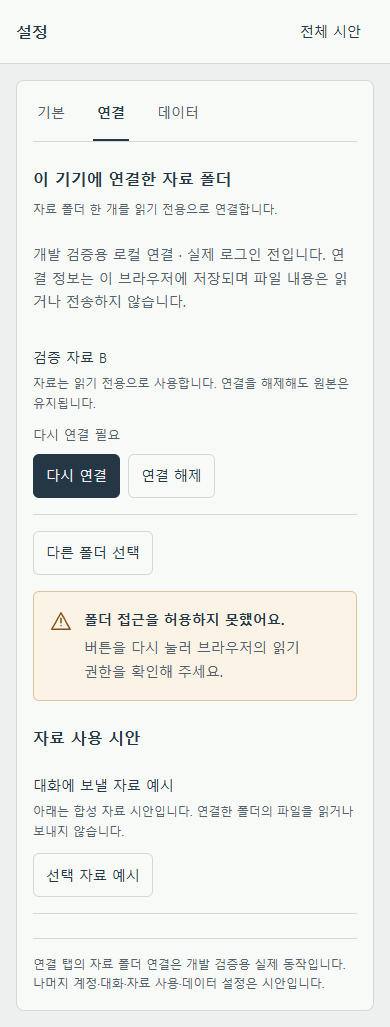 설정
전체 시안
기본 연결 데이터
이 기기에 연결한 자료 폴더
자료 폴더 한 개를 읽기 전용으로 연결합니다.
개발 검증용 로컬 연결 · 실제 로그인 전입니다. 연
결 정보는 이 브라우저에 저장되며 파일 내용은 읽
거나 전송하지 않습니다.
검증 자료 B
자료는 읽기 전용으로 사용합니다. 연결을 해제해도 원본은
유지됩니다.
다시 연결 필요
다시 연결 연결 해제
다른 폴더 선택
폴더 접근을 허용하지 못했어요.
버튼을 다시 눌러 브라우저의 읽기
권한을 확인해 주세요.
자료 사용 시안
대화에 보낼 자료 예시
아래는 합성 자료 시안입니다. 연결한 폴더의 파일을 읽거나
보내지 않습니다.
선택 자료 예시
연결 탭의 자료 폴더 연결은 개발 검증용 실제 동작입니다.
나머지 계정·대화·자료 사용·데이터 설정은 시안입니다.